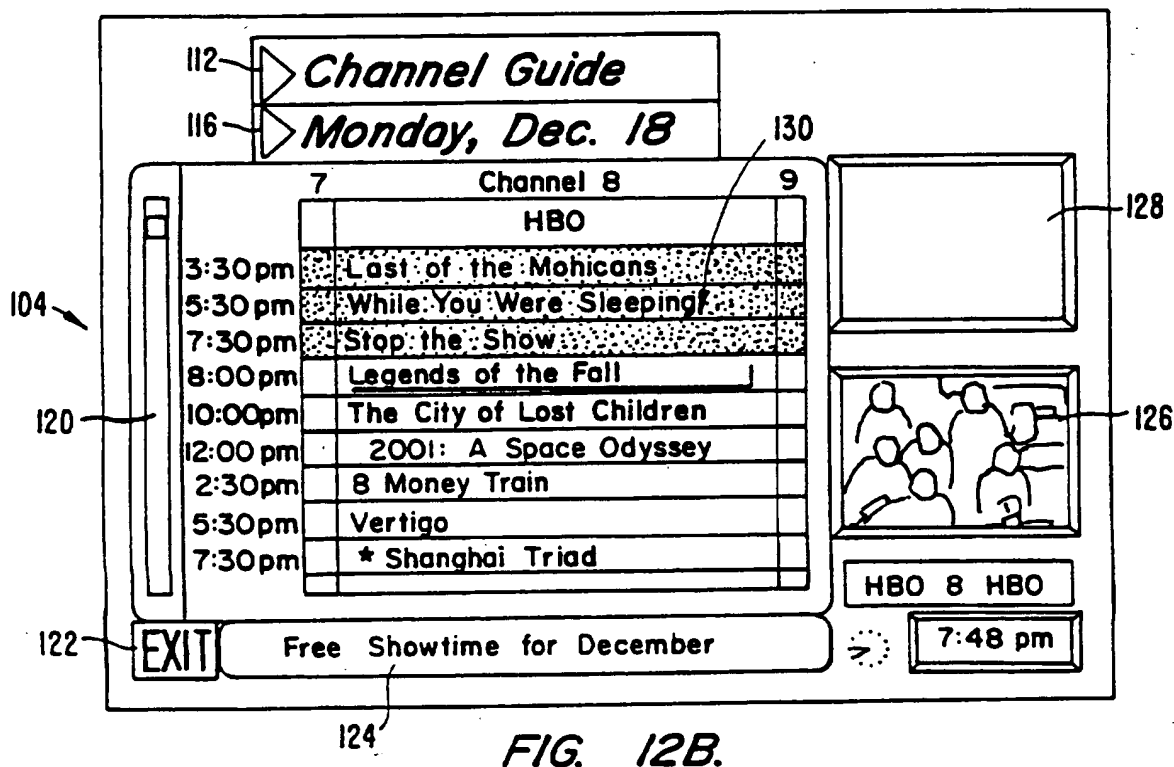 112 Channel Guide
116 Monday, Dec. 18
130
7 Channel 8 9
HBO
128
3:30pm Last of the Mohicans
104
5:30pm While You Were Sleeping
7:30pm Stop the Show
8:00pm Legends of the Fall
120
10:00pm The City of Lost Children
126
12:00 pm 2001: A Space Odyssey
2:30pm 8 Money Train
5:30pm Vertigo
7:30pm * Shanghai Triad
HBO 8 HBO
122 EXIT Free Showtime for December 7:48 pm
124
FIG. 12B.